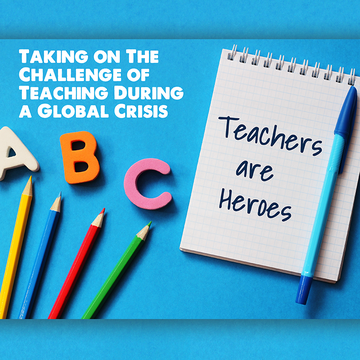 Taking on The
Challenge of
Teaching During
a Global Crisis
A B C
Teachers
are
Heroes